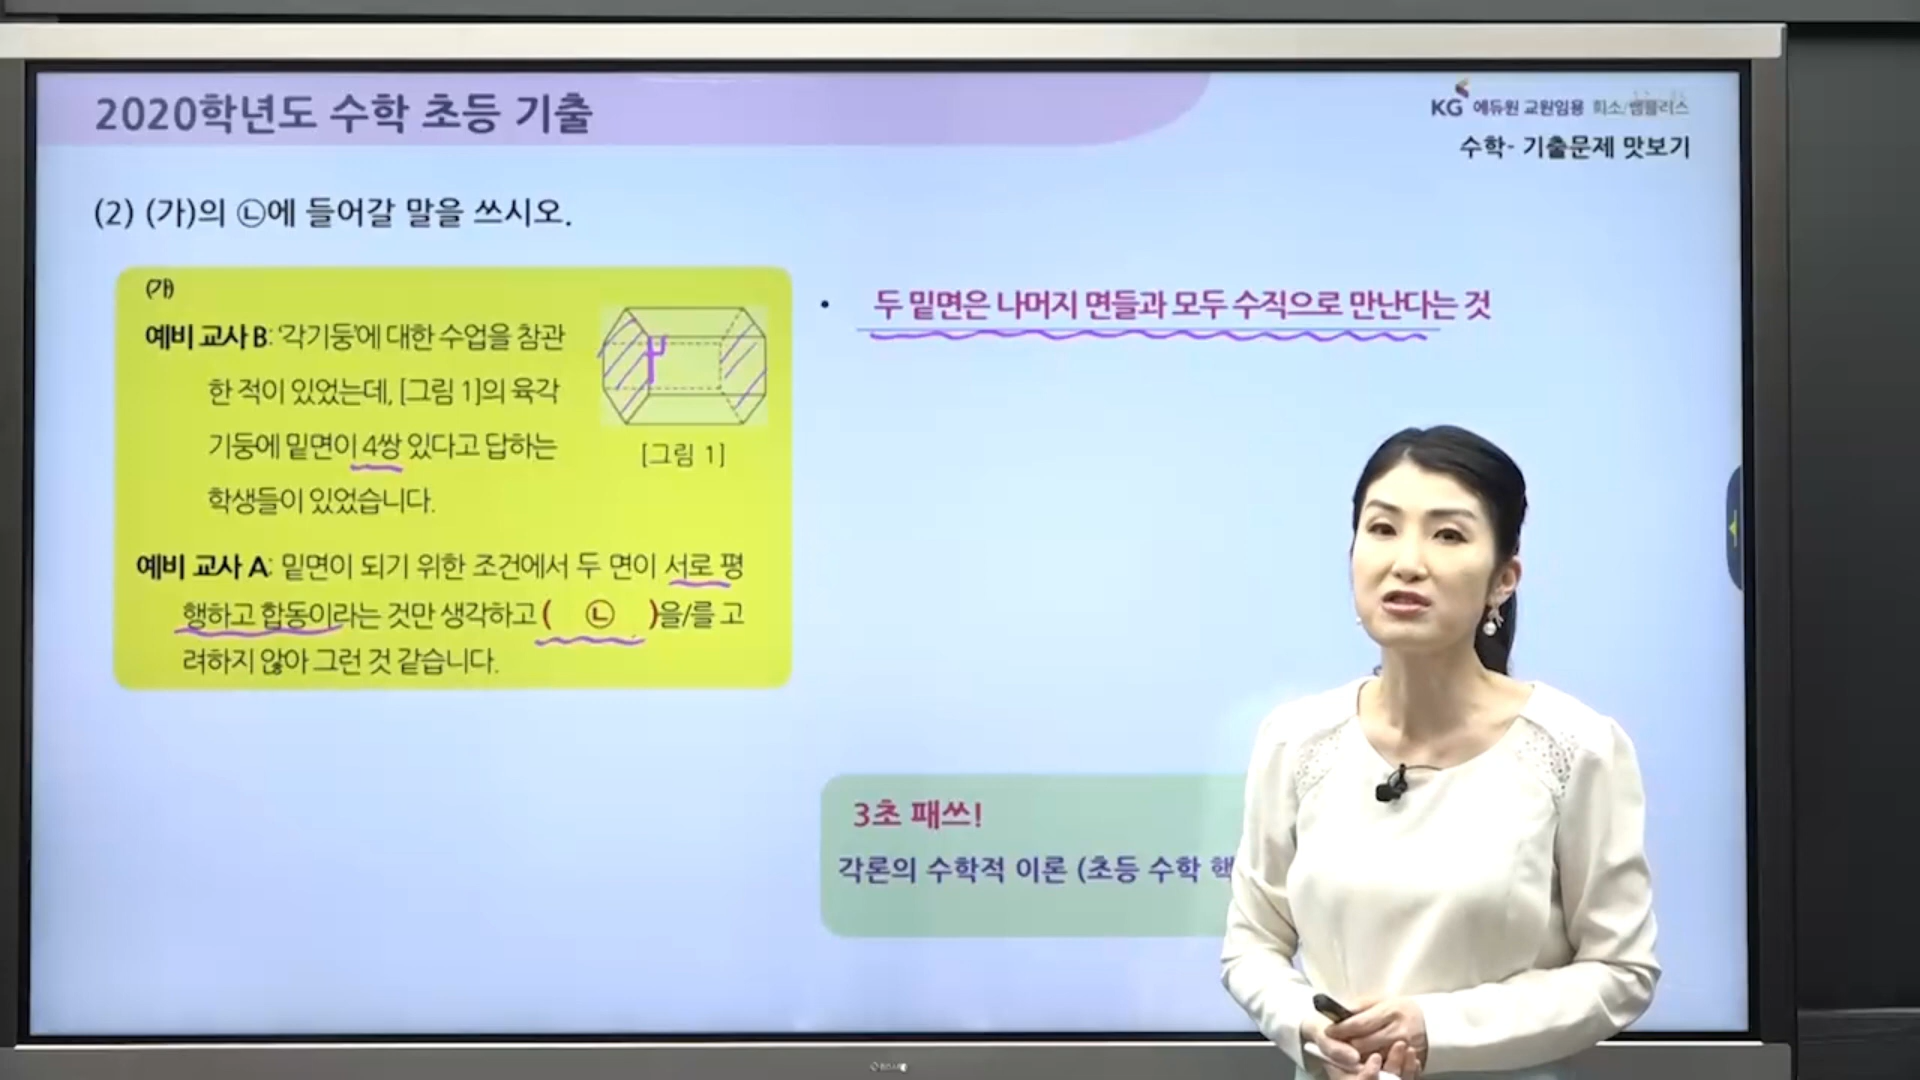 2020학년도 수학 초등 기출
KG 에듀원 교원임용 희소/쌤플러스
수학- 기출문제 맛보기
(2) (가)의 ㉡에 들어갈 말을 쓰시오.
(가)
예비 교사 B: '각기둥'에 대한 수업을 참관
한 적이 있었는데, [그림 1]의 육각
기둥에 밑면이 4쌍 있다고 답하는
학생들이 있었습니다.
[그림 1]
예비 교사 A: 밑면이 되기 위한 조건에서 두 면이 서로 평
행하고 합동이라는 것만 생각하고 ( ㉡ )을/를 고
려하지 않아 그런 것 같습니다.
• 두 밑면은 나머지 면들과 모두 수직으로 만난다는 것
3초 패쓰!
각론의 수학적 이론 (초등 수학 핵